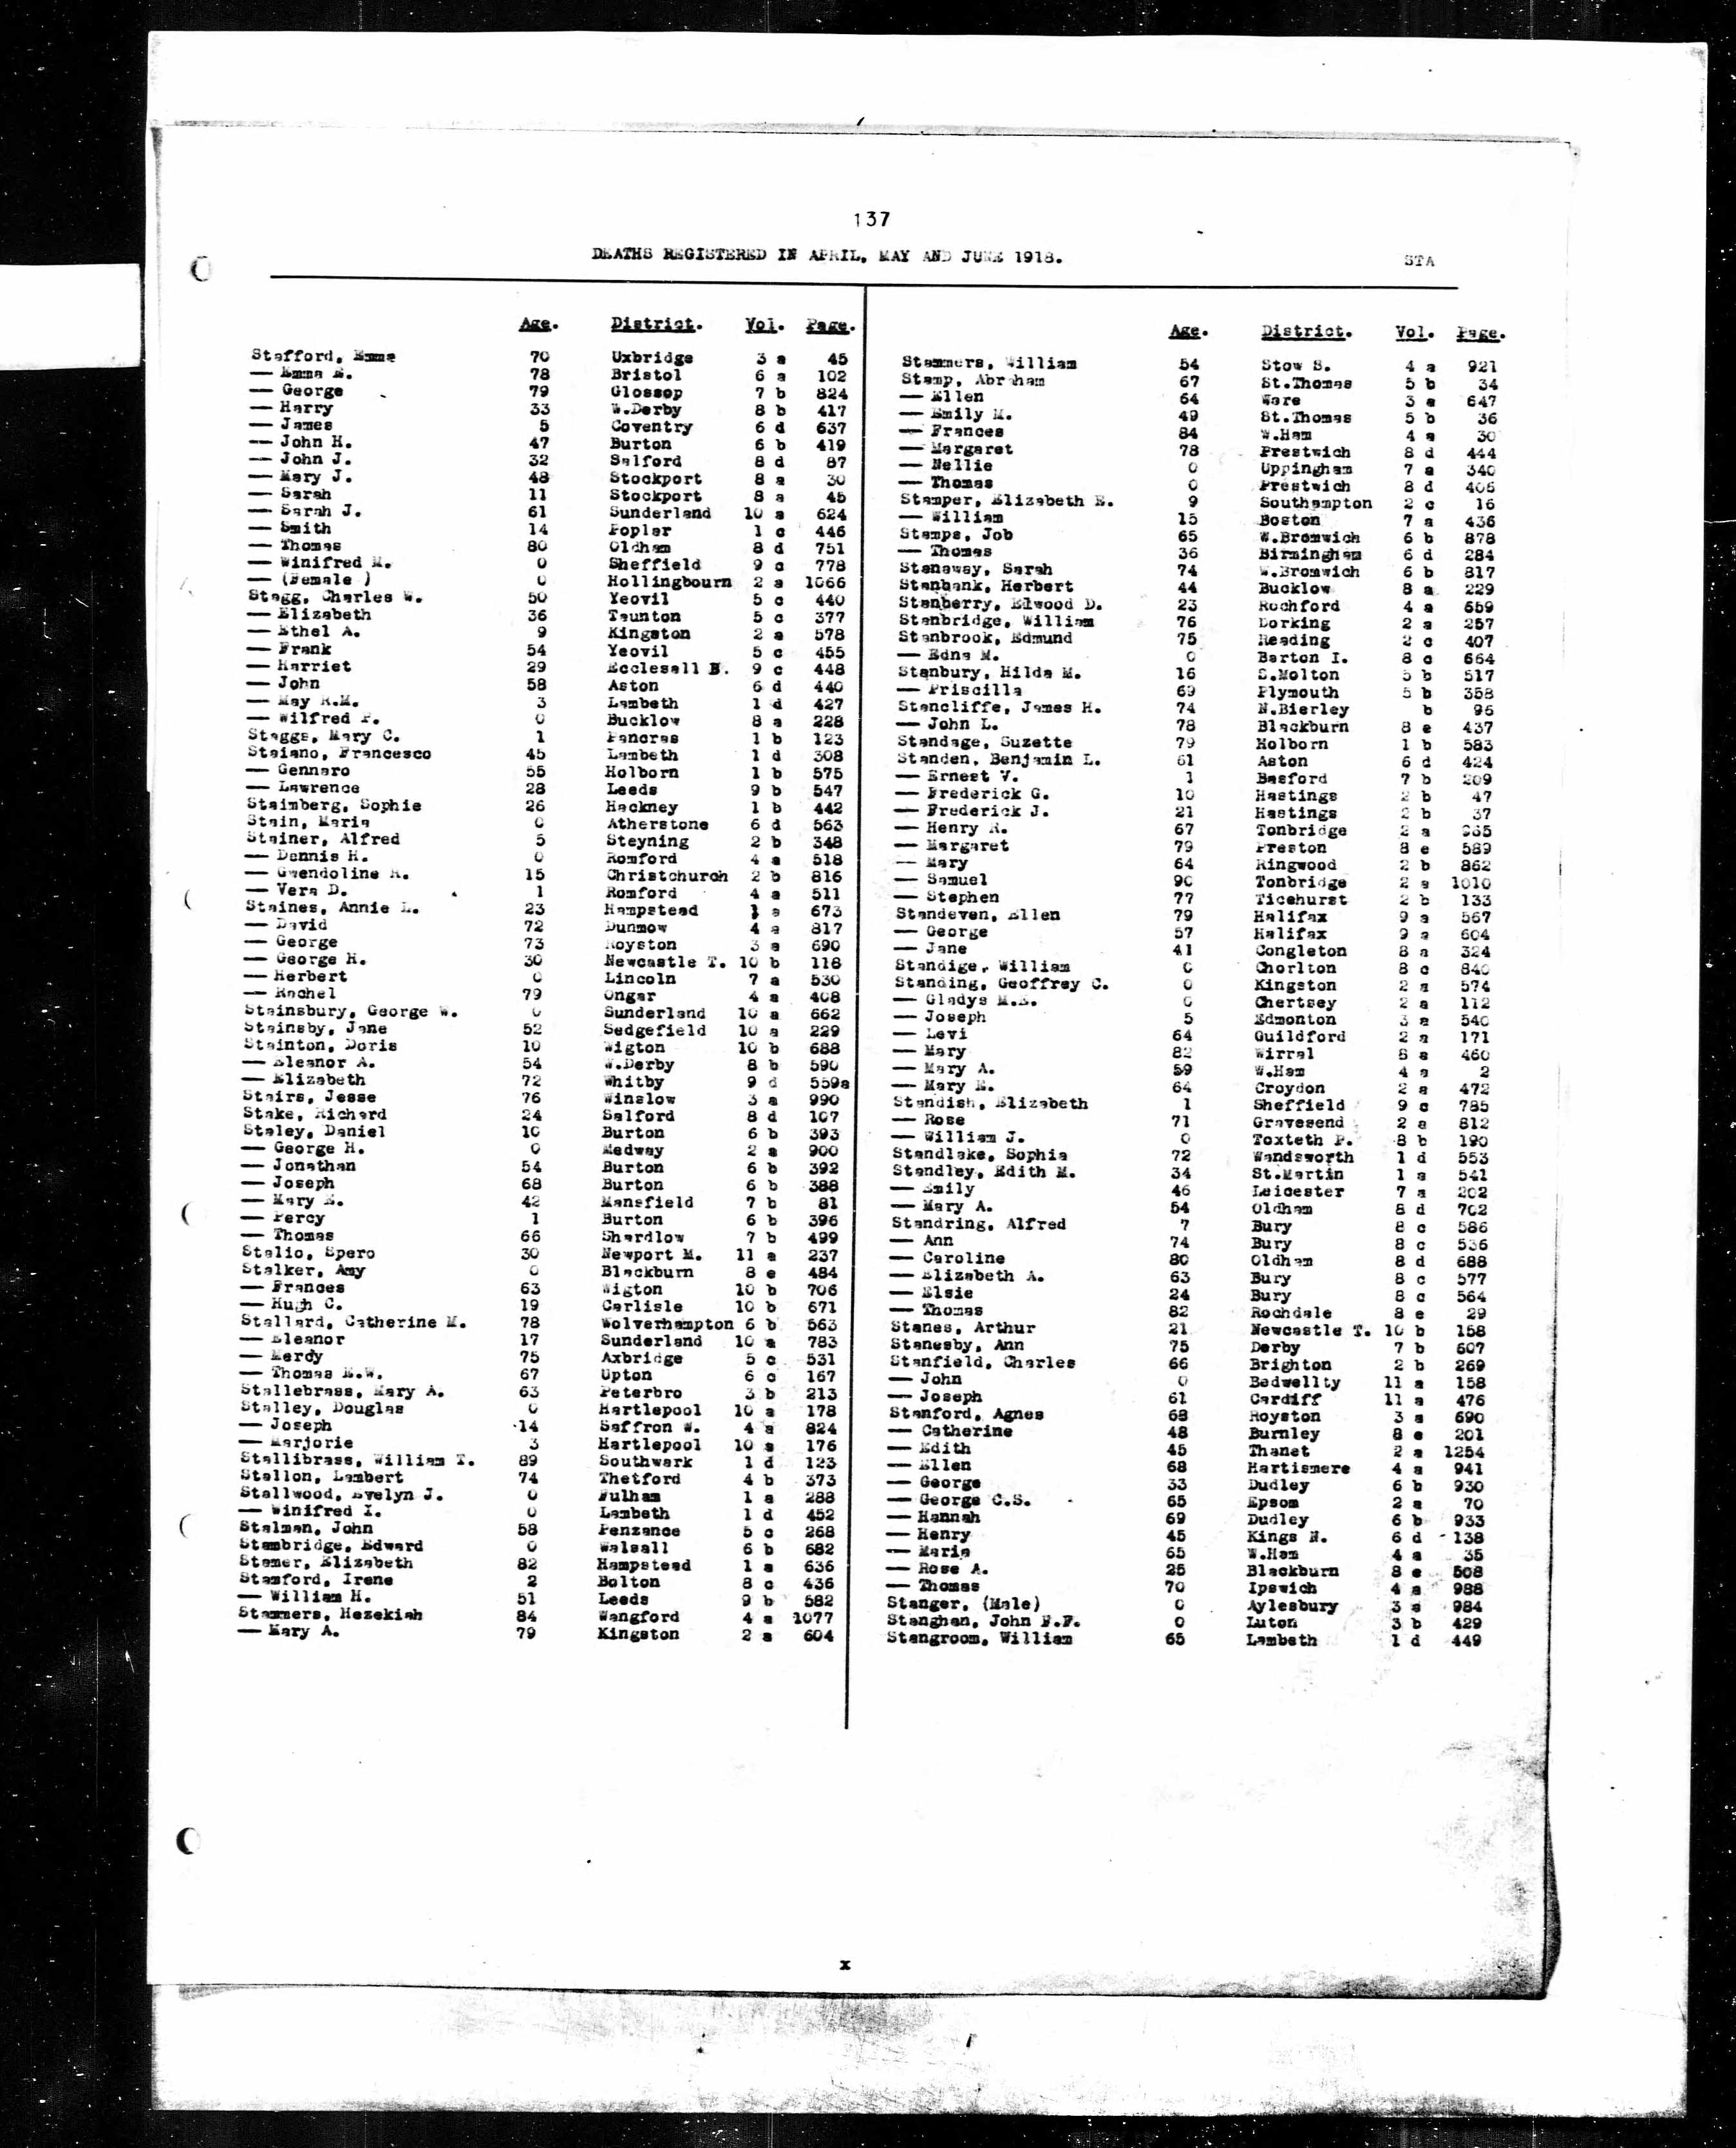 137
DEATHS REGISTERED IN APRIL, MAY AND JUNE 1918.
STA
Age. District. Vol. Page.
Stafford, Emma 70 Uxbridge 3 a 45
— Emma E. 78 Bristol 6 a 102
— George 79 Glossop 7 b 824
— Harry 33 W.Derby 8 b 417
— James 5 Coventry 6 d 637
— John H. 47 Burton 6 b 419
— John J. 32 Salford 8 d 87
— Mary J. 48 Stockport 8 a 30
— Sarah 11 Stockport 8 a 45
— Sarah J. 61 Sunderland 10 a 624
— Smith 14 Poplar 1 c 446
— Thomas 80 Oldham 8 d 751
— Winifred M. 0 Sheffield 9 c 778
— (Female ) 0 Hollingbourn 2 a 1066
Stagg, Charles W. 50 Yeovil 5 c 440
— Elizabeth 36 Taunton 5 c 377
— Ethel A. 9 Kingston 2 a 578
— Frank 54 Yeovil 5 c 455
— Harriet 29 Ecclesall B. 9 c 448
— John 58 Aston 6 d 440
— May R.M. 3 Lambeth 1 d 427
— Wilfred P. 0 Bucklow 8 a 228
Staggs, Mary C. 1 Pancras 1 b 123
Staiano, Francesco 45 Lambeth 1 d 308
— Gennaro 55 Holborn 1 b 575
— Lawrence 28 Leeds 9 b 547
Staimberg, Sophie 26 Hackney 1 b 442
Stain, Maria 0 Atherstone 6 d 563
Stainer, Alfred 5 Steyning 2 b 348
— Dennis H. 0 Romford 4 a 518
— Gwendoline R. 15 Christchurch 2 b 816
— Vera D. 1 Romford 4 a 511
Staines, Annie L. 23 Hampstead 1 a 673
— David 72 Dunmow 4 a 817
— George 73 Royston 3 a 690
— George H. 30 Newcastle T. 10 b 118
— Herbert 0 Lincoln 7 a 530
— Rachel 79 Ongar 4 a 408
Stainsbury, George W. 0 Sunderland 10 a 662
Stainsby, Jane 52 Sedgefield 10 a 229
Stainton, Doris 10 Wigton 10 b 688
— Eleanor A. 54 W.Derby 8 b 590
— Elizabeth 72 Whitby 9 d 559a
Stairs, Jesse 76 Winslow 3 a 990
Stake, Richard 24 Salford 8 d 107
Staley, Daniel 10 Burton 6 b 393
— George H. 0 Medway 2 a 900
— Jonathan 54 Burton 6 b 392
— Joseph 68 Burton 6 b 388
— Mary E. 42 Mansfield 7 b 81
— Percy 1 Burton 6 b 396
— Thomas 66 Shardlow 7 b 499
Stalio, Spero 30 Newport M. 11 a 237
Stalker, Amy 0 Blackburn 8 e 484
— Frances 63 Wigton 10 b 706
— Hugh C. 19 Carlisle 10 b 671
Stallard, Catherine M. 78 Wolverhampton 6 b 563
— Eleanor 17 Sunderland 10 a 783
— Mercy 75 Axbridge 5 c 531
— Thomas E.W. 67 Upton 6 c 167
Stallebrass, Mary A. 63 Peterbro 3 b 213
Stalley, Douglas 0 Hartlepool 10 a 178
— Joseph 14 Saffron W. 4 a 824
— Marjorie 3 Hartlepool 10 a 176
Stallibrass, William T. 89 Southwark 1 d 123
Stallon, Lambert 74 Thetford 4 b 373
Stallwood, Evelyn J. 0 Fulham 1 a 288
— Winifred I. 0 Lambeth 1 d 452
Stalman, John 58 Penzance 5 c 268
Stambridge, Edward 0 Walsall 6 b 682
Stamer, Elizabeth 82 Hampstead 1 a 636
Stamford, Irene 2 Bolton 8 c 436
— William H. 51 Leeds 9 b 582
Stammers, Hezekiah 84 Wangford 4 a 1077
— Mary A. 79 Kingston 2 a 604
Age. District. Vol. Page.
Stammers, William 54 Stow S. 4 a 921
Stamp, Abraham 67 St.Thomas 5 b 34
— Ellen 64 Ware 3 a 647
— Emily M. 49 St.Thomas 5 b 36
— Frances 84 W.Ham 4 a 30
— Margaret 78 Prestwich 8 d 444
— Nellie 0 Uppingham 7 a 340
— Thomas 0 Prestwich 8 d 405
Stamper, Elizabeth E. 9 Southampton 2 c 16
— William 15 Boston 7 a 436
Stamps, Job 65 W.Bromwich 6 b 878
— Thomas 36 Birmingham 6 d 284
Stanaway, Sarah 74 W.Bromwich 6 b 817
Stanbank, Herbert 44 Bucklow 8 a 229
Stanberry, Elwood D. 23 Rochford 4 a 659
Stanbridge, William 76 Dorking 2 a 257
Stanbrook, Edmund 75 Reading 2 c 407
— Edna M. 0 Barton I. 8 c 664
Stanbury, Hilda M. 16 S.Molton 5 b 517
— Priscilla 69 Plymouth 5 b 358
Stancliffe, James H. 74 N.Bierley b 95
— John L. 78 Blackburn 8 e 437
Standage, Suzette 79 Holborn 1 b 583
Standen, Benjamin L. 61 Aston 6 d 424
— Ernest V. 1 Basford 7 b 209
— Frederick G. 10 Hastings 2 b 47
— Frederick J. 21 Hastings 2 b 37
— Henry R. 67 Tonbridge 2 a 965
— Margaret 79 Preston 8 e 589
— Mary 64 Ringwood 2 b 862
— Samuel 90 Tonbridge 2 a 1010
— Stephen 77 Ticehurst 2 b 133
Standeven, Ellen 79 Halifax 9 a 567
— George 57 Halifax 9 a 604
— Jane 41 Congleton 8 a 324
Standige, William 0 Chorlton 8 c 840
Standing, Geoffrey C. 0 Kingston 2 a 574
— Gladys M.E. 0 Chertsey 2 a 112
— Joseph 5 Edmonton 3 a 540
— Levi 64 Guildford 2 a 171
— Mary 82 Wirral 8 a 460
— Mary A. 59 W.Ham 4 a 2
— Mary E. 64 Croydon 2 a 472
Standish, Elizabeth 1 Sheffield 9 c 785
— Rose 71 Gravesend 2 a 812
— William J. 0 Toxteth P. 8 b 190
Standlake, Sophia 72 Wandsworth 1 d 553
Standley, Edith M. 34 St.Martin 1 a 541
— Emily 46 Leicester 7 a 202
— Mary A. 54 Oldham 8 d 702
Standring, Alfred 7 Bury 8 c 586
— Ann 74 Bury 8 c 536
— Caroline 80 Oldham 8 d 688
— Elizabeth A. 63 Bury 8 c 577
— Elsie 24 Bury 8 c 564
— Thomas 82 Rochdale 8 e 29
Stanes, Arthur 21 Newcastle T. 10 b 158
Stanesby, Ann 75 Derby 7 b 607
Stanfield, Charles 66 Brighton 2 b 269
— John 0 Bedwellty 11 a 158
— Joseph 61 Cardiff 11 a 476
Stanford, Agnes 68 Royston 3 a 690
— Catherine 48 Burnley 8 e 201
— Edith 45 Thanet 2 a 1254
— Ellen 68 Hartismere 4 a 941
— George 33 Dudley 6 b 930
— George C.S. 65 Epsom 2 a 70
— Hannah 69 Dudley 6 b 933
— Henry 45 Kings N. 6 d 138
— Maria 65 W.Ham 4 a 35
— Rose A. 25 Blackburn 8 e 508
— Thomas 70 Ipswich 4 a 988
Stanger, (Male) 0 Aylesbury 3 a 984
Stanghan, John F.F. 0 Luton 3 b 429
Stangroom, William 65 Lambeth 1 d 449
x